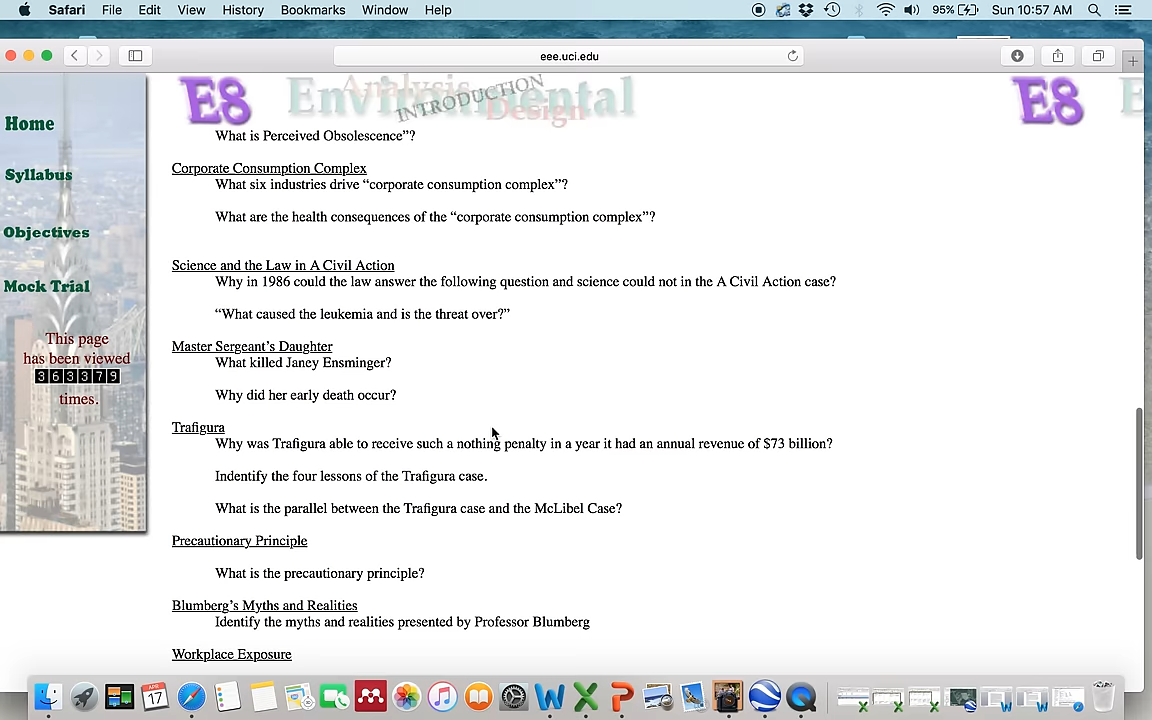 Safari File Edit View History Bookmarks Window Help 95% Sun 10:57 AM
eee.uci.edu
E8 Environmental Analysis Design INTRODUCTION E8 E
Home
Syllabus
Objectives
Mock Trial
This page
has been viewed
363379
times.
What is Perceived Obsolescence”?
Corporate Consumption Complex
What six industries drive “corporate consumption complex”?
What are the health consequences of the “corporate consumption complex”?
Science and the Law in A Civil Action
Why in 1986 could the law answer the following question and science could not in the A Civil Action case?
“What caused the leukemia and is the threat over?”
Master Sergeant’s Daughter
What killed Janey Ensminger?
Why did her early death occur?
Trafigura
Why was Trafigura able to receive such a nothing penalty in a year it had an annual revenue of $73 billion?
Indentify the four lessons of the Trafigura case.
What is the parallel between the Trafigura case and the McLibel Case?
Precautionary Principle
What is the precautionary principle?
Blumberg’s Myths and Realities
Identify the myths and realities presented by Professor Blumberg
Workplace Exposure
APR
17